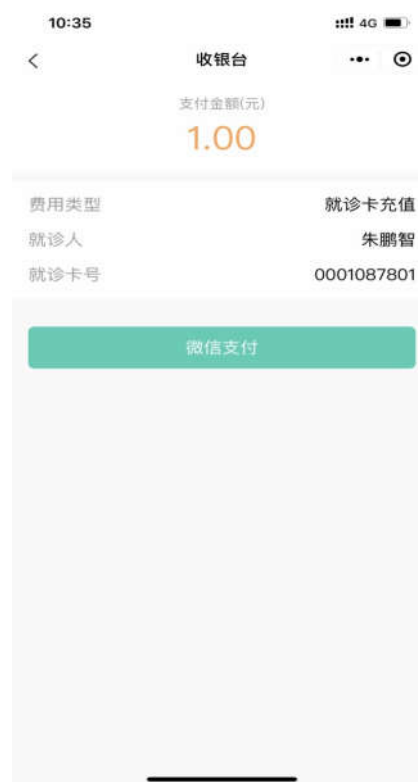 10:35 4G
收银台
支付金额(元)
1.00
费用类型 就诊卡充值
就诊人 朱鹏智
就诊卡号 0001087801
微信支付